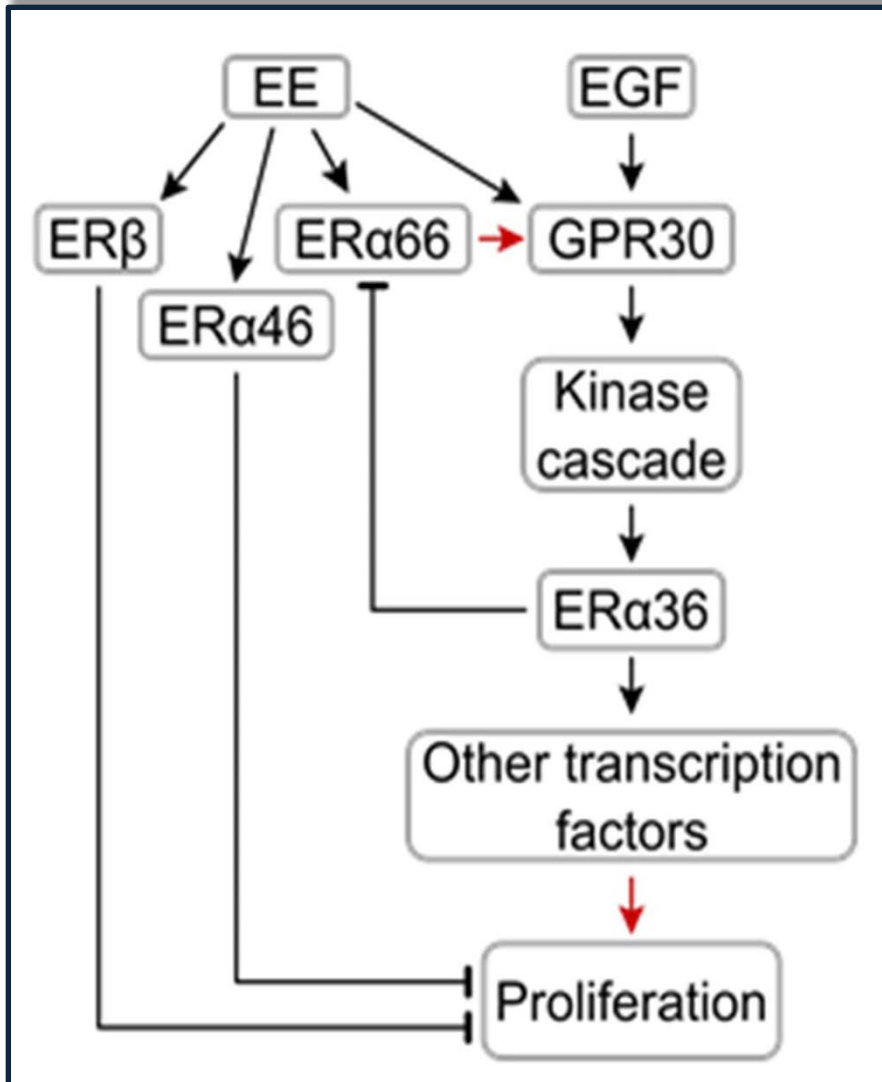 EE
EGF
ERβ
ERα66
GPR30
ERα46
Kinase
cascade
ERα36
Other transcription
factors
Proliferation